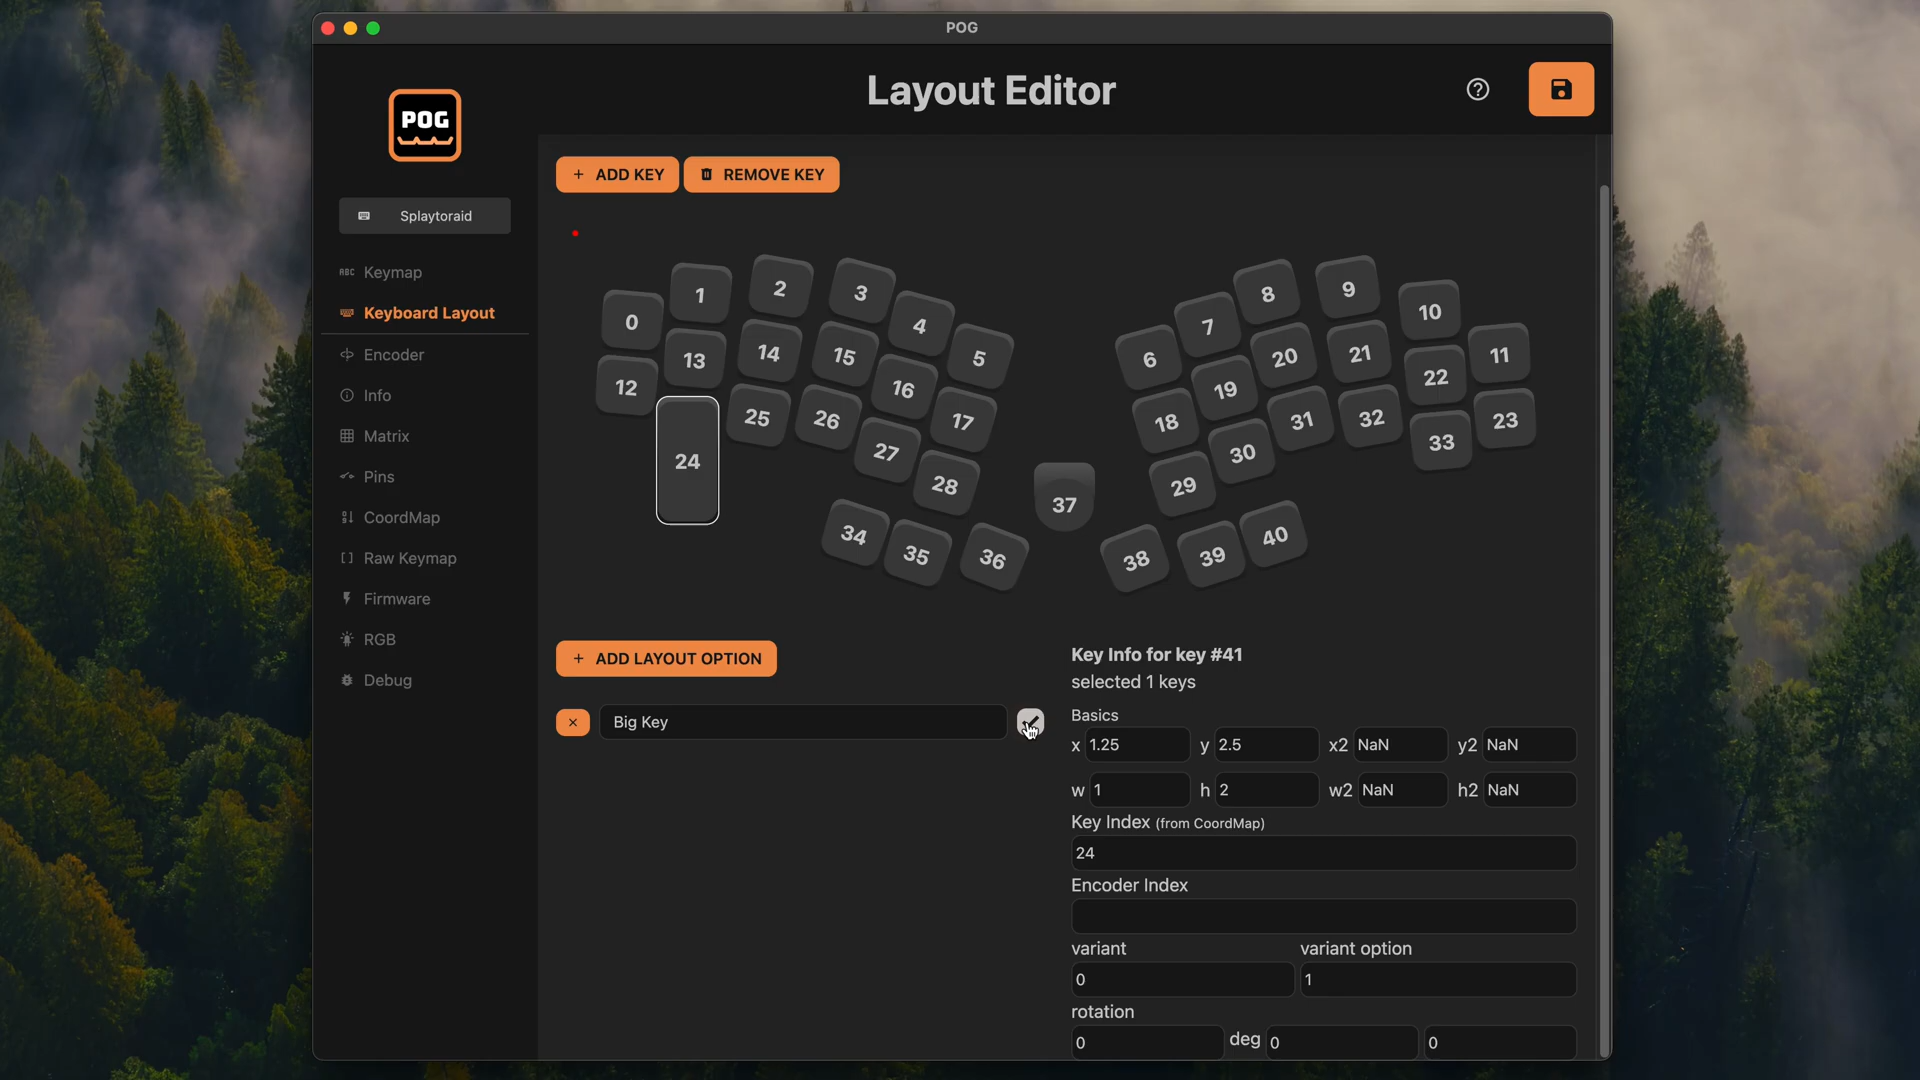 POG
Layout Editor
POG
ADD KEY
REMOVE KEY
Splaytoraid
ABC Keymap
Keyboard Layout
Encoder
Info
Matrix
Pins
CoordMap
Raw Keymap
Firmware
RGB
Debug
0 1 2 3 4 5 6 7 8 9 10 11
12 13 14 15 16 17 18 19 20 21 22 23
24 25 26 27 28 29 30 31 32 33
34 35 36 37 38 39 40
ADD LAYOUT OPTION
Big Key
Key Info for key #41
selected 1 keys
Basics
x 1.25 y 2.5 x2 NaN y2 NaN
w 1 h 2 w2 NaN h2 NaN
Key Index (from CoordMap)
24
Encoder Index
variant variant option
0 1
rotation
0 deg 0 0